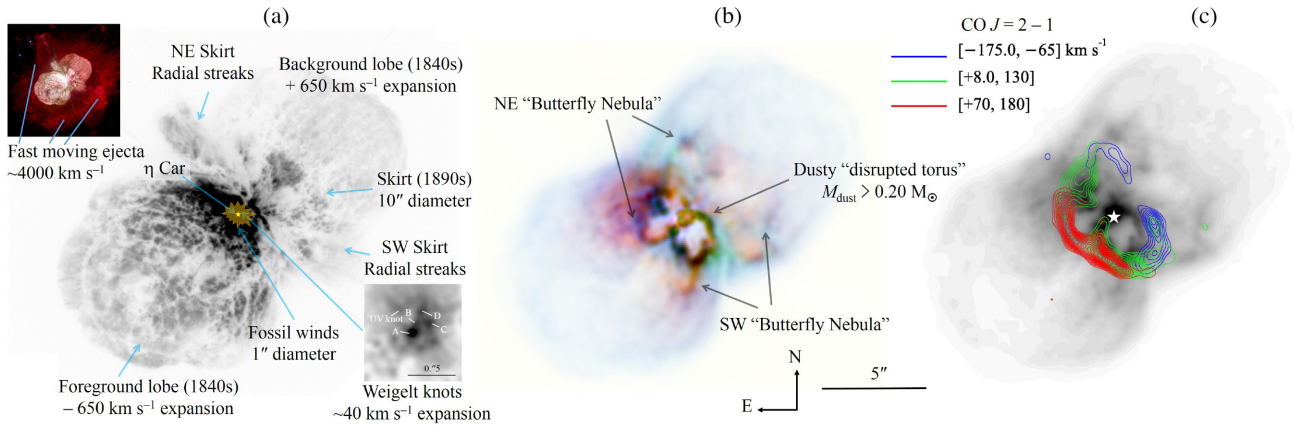 (a)
NE Skirt
Radial streaks
Background lobe (1840s)
+ 650 km s⁻¹ expansion
Fast moving ejecta
~4000 km s⁻¹
η Car
Skirt (1890s)
10″ diameter
SW Skirt
Radial streaks
Fossil winds
1″ diameter
UV knot
B
D
A
C
0.″5
Weigelt knots
~40 km s⁻¹ expansion
Foreground lobe (1840s)
− 650 km s⁻¹ expansion
(b)
NE “Butterfly Nebula”
Dusty “disrupted torus”
M_dust > 0.20 M_⊙
SW “Butterfly Nebula”
N
E
5″
(c)
CO J = 2 − 1
[−175.0, −65] km s⁻¹
[+8.0, 130]
[+70, 180]